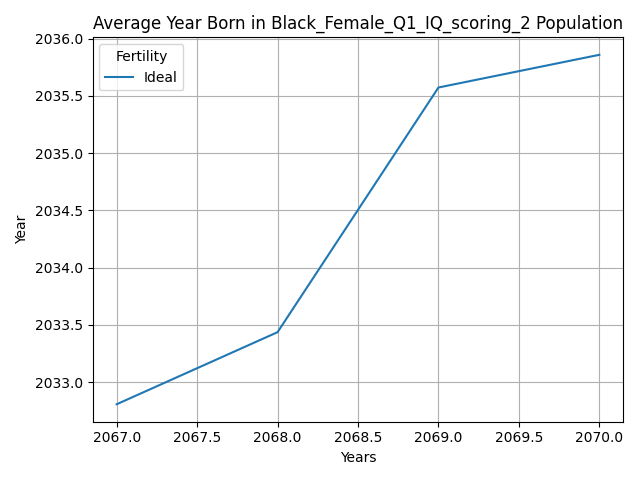 Average Year Born in Black_Female_Q1_IQ_scoring_2 Population
2036.0
Fertility
Ideal
2035.5
2035.0
2034.5
2034.0
2033.5
2033.0
Year
2067.0 2067.5 2068.0 2068.5 2069.0 2069.5 2070.0
Years